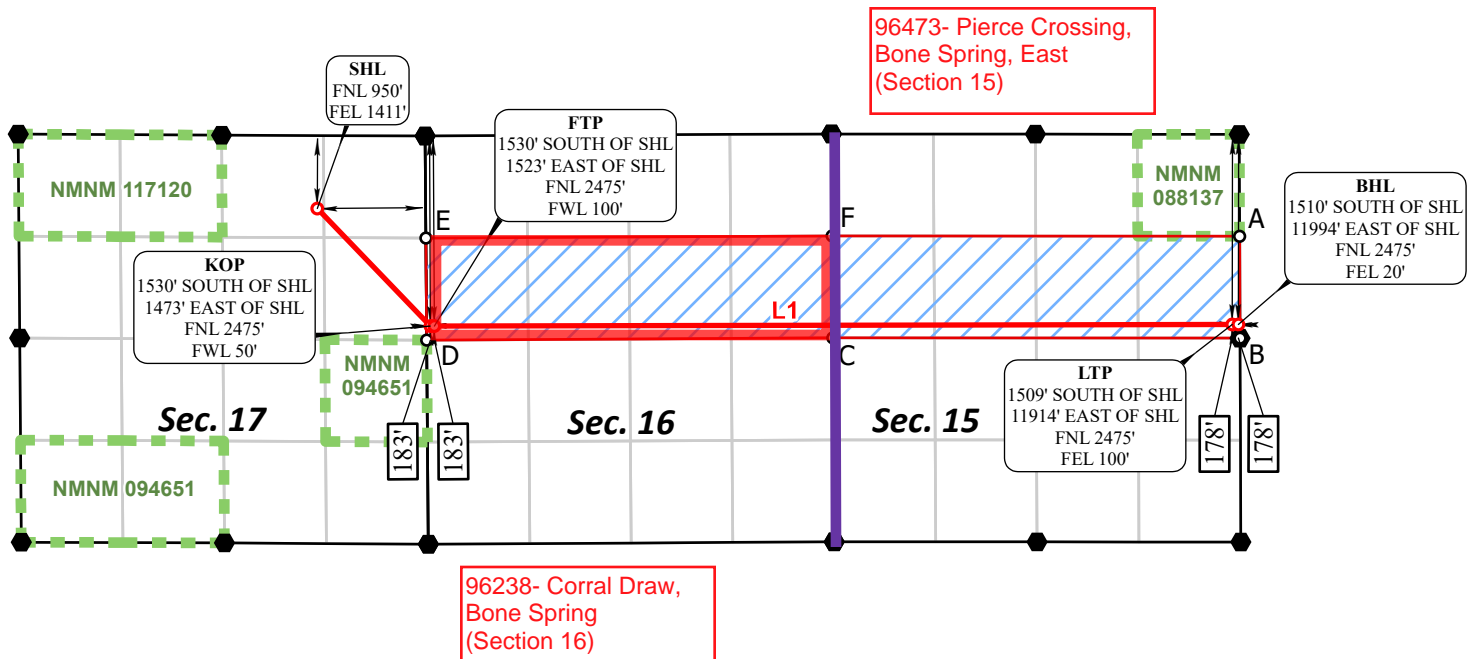 96473- Pierce Crossing,
Bone Spring, East
(Section 15)
SHL
FNL 950'
FEL 1411'
FTP
1530' SOUTH OF SHL
1523' EAST OF SHL
FNL 2475'
FWL 100'
NMNM 117120
NMNM
088137
BHL
1510' SOUTH OF SHL
11994' EAST OF SHL
FNL 2475'
FEL 20'
E
F
A
KOP
1530' SOUTH OF SHL
1473' EAST OF SHL
FNL 2475'
FWL 50'
L1
D
C
B
NMNM
094651
LTP
1509' SOUTH OF SHL
11914' EAST OF SHL
FNL 2475'
FEL 100'
Sec. 17
Sec. 16
Sec. 15
183'
183'
178'
178'
NMNM 094651
96238- Corral Draw,
Bone Spring
(Section 16)